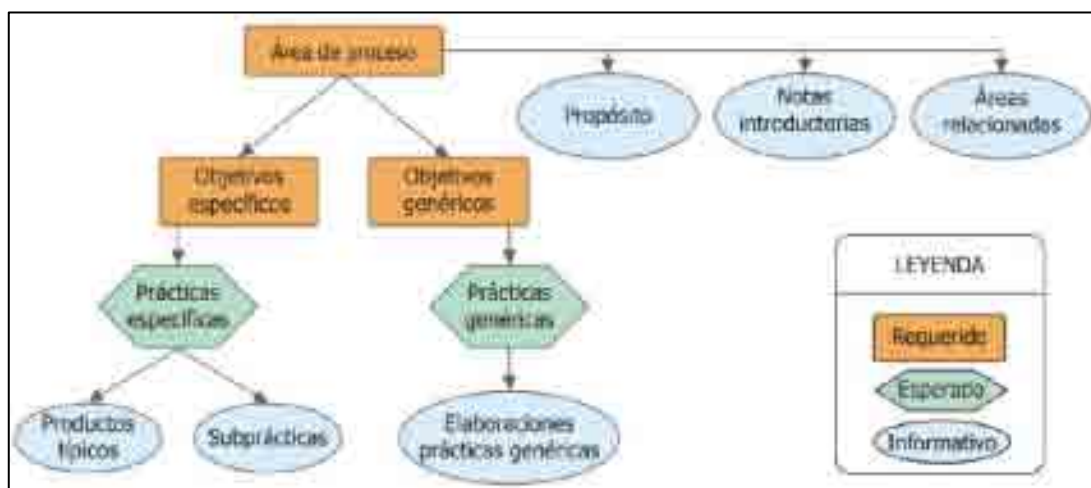 Área de proceso
Propósito
Notas
introductorias
Áreas
relacionadas
Objetivos
específicos
Objetivos
genéricos
Prácticas
específicas
Prácticas
genéricas
Productos
típicos
Subprácticas
Elaboraciones
prácticas genéricas
LEYENDA
Requerido
Esperado
Informativo